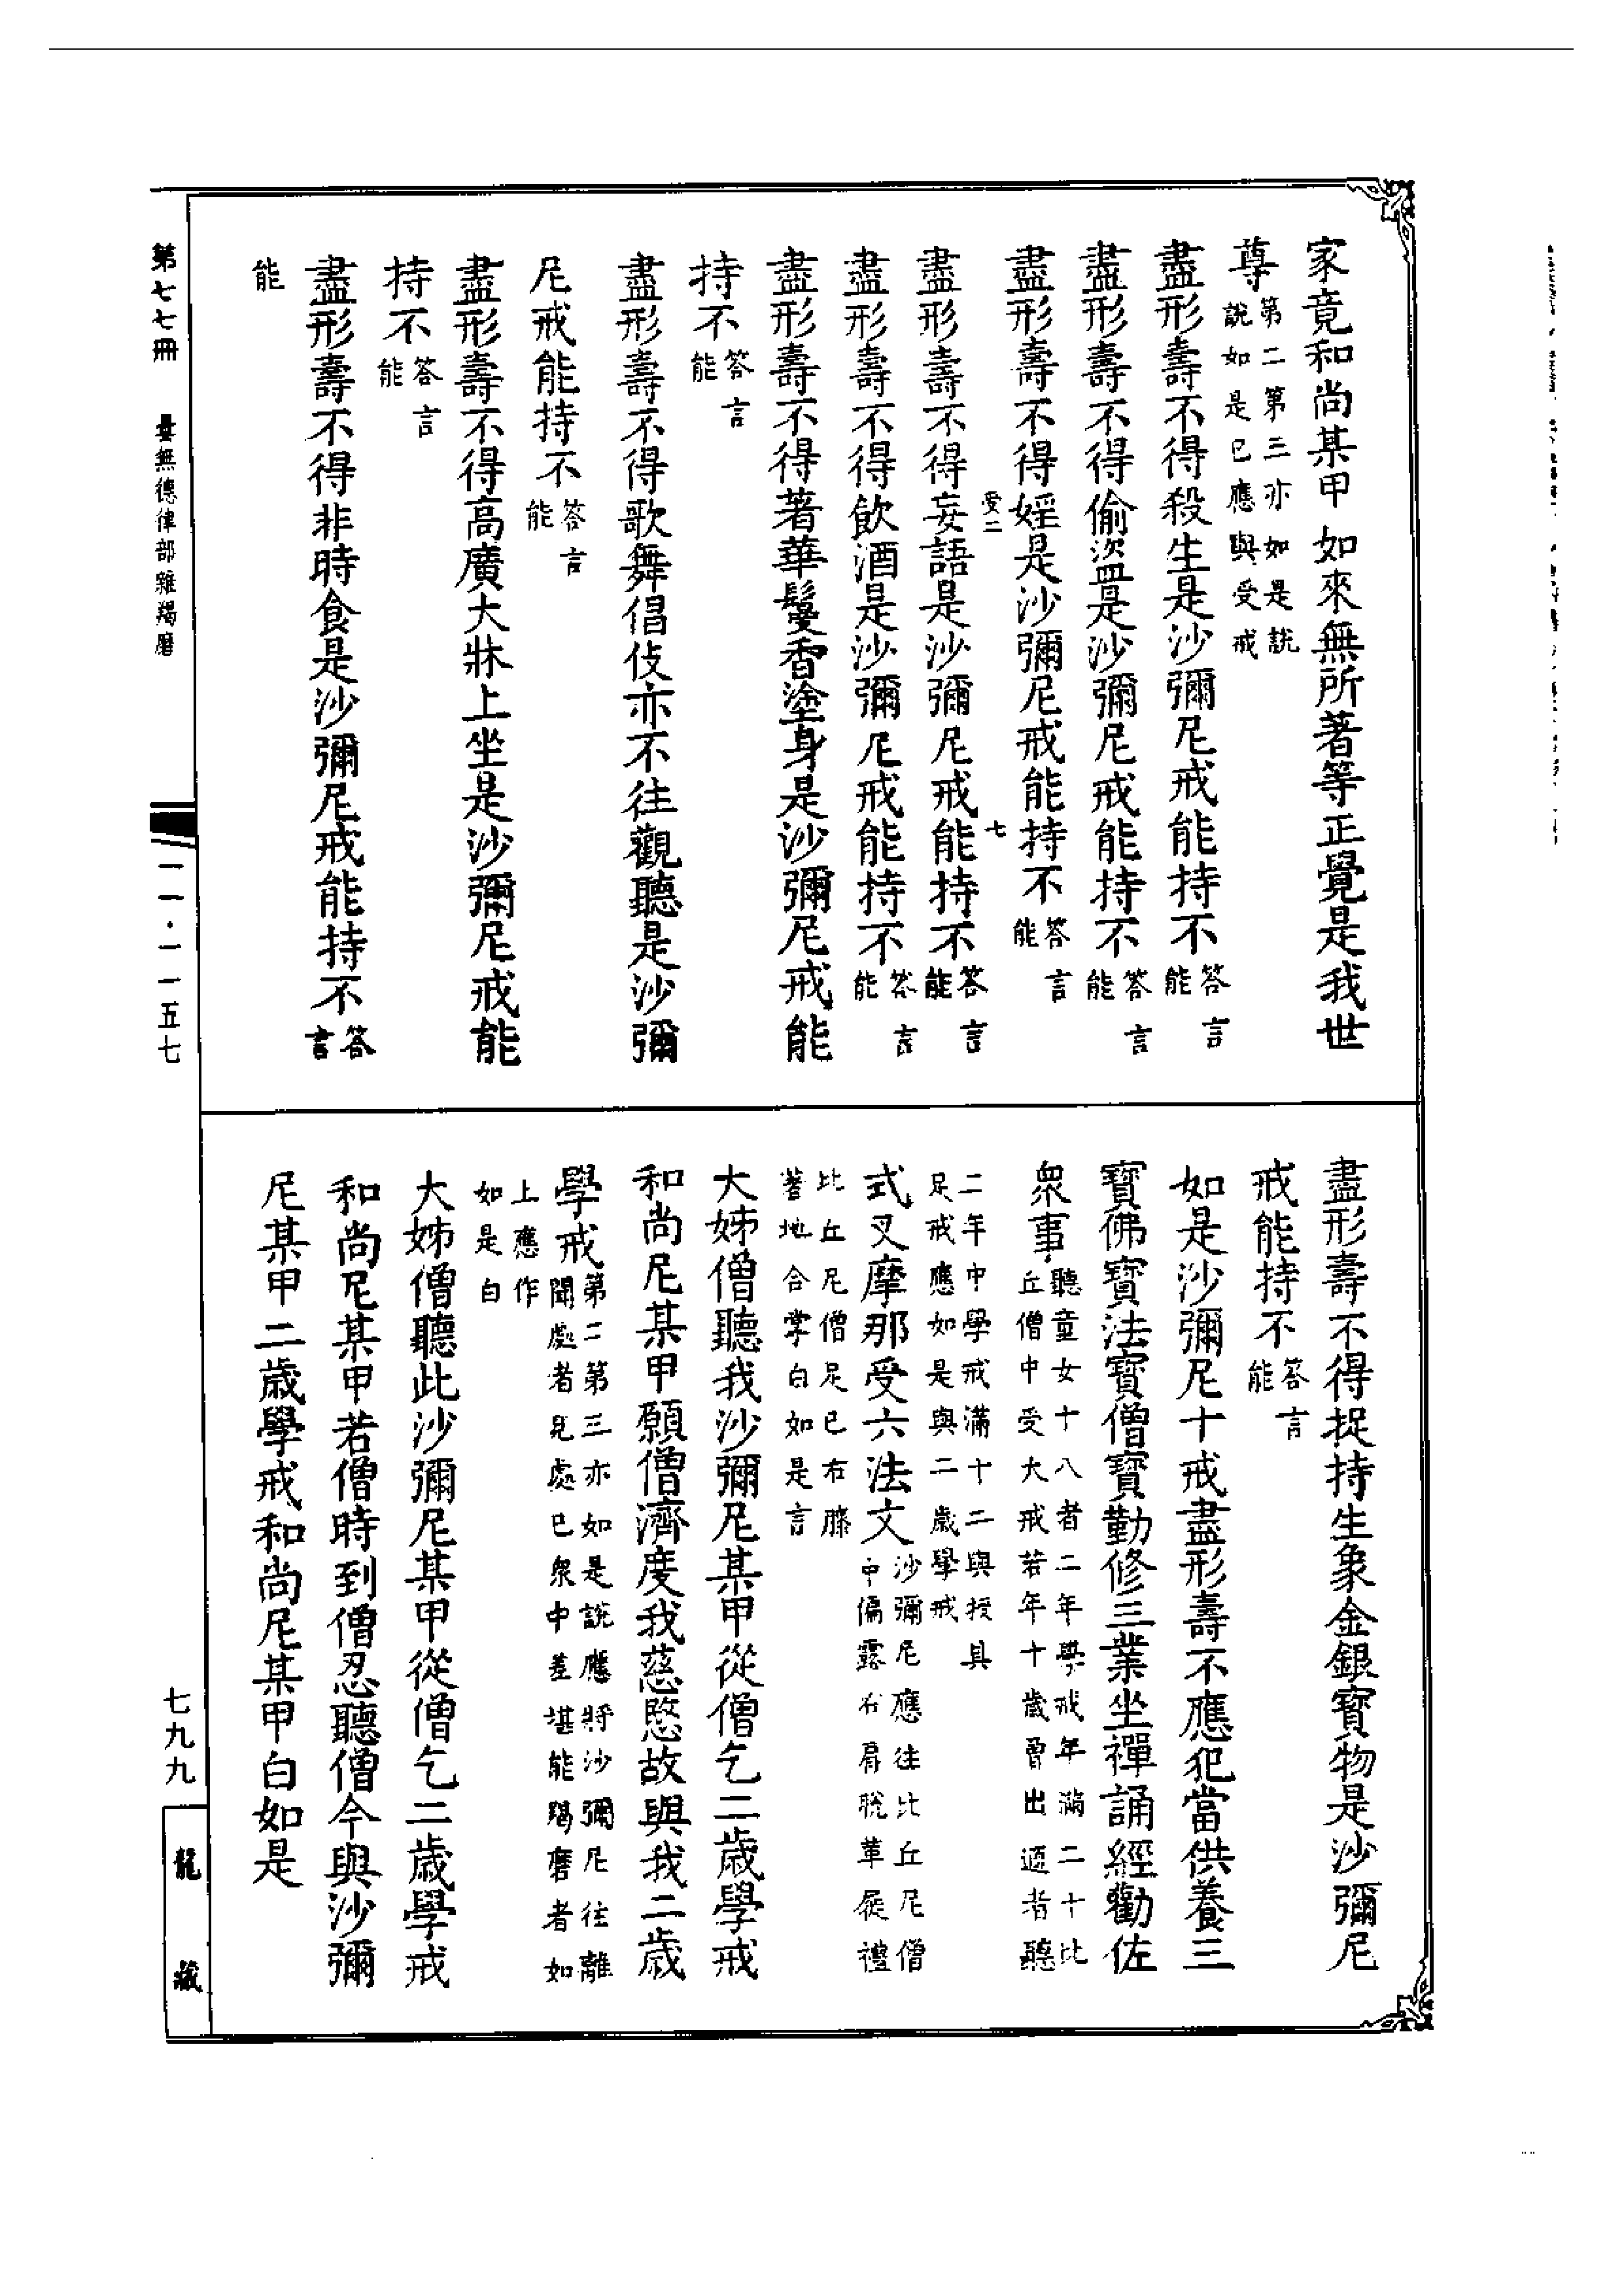 家竟和尚某甲如來無所著等正覺是我世
尊第二第三亦如是説説如是已應與受戒
盡形壽不得殺生是沙彌尼戒能持不答言能
盡形壽不得偷盜是沙彌尼戒能持不答言能
盡形壽不得婬是沙彌尼戒能持不答言能
受二
七
盡形壽不得妄語是沙彌尼戒能持不答言能
盡形壽不得飲酒是沙彌尼戒能持不答言能
盡形壽不得著華鬘香塗身是沙彌尼戒能
持不答言能
盡形壽不得歌舞倡伎亦不往觀聽是沙彌
尼戒能持不答言能
盡形壽不得高廣大牀上坐是沙彌尼戒能
持不答言能
盡形壽不得非時食是沙彌尼戒能持不答言
能
盡形壽不得捉持生象金銀寶物是沙彌尼
戒能持不答言能
如是沙彌尼十戒盡形壽不應犯當供養三
寶佛寶法寶僧寶勤修三業坐禪誦經勸佐
衆事聽童女十八者二年學戒年滿二十比丘僧中受大戒若年十歲曾出適者聽
二年中學戒滿十二與授具足戒應如是與二歲學戒
式叉摩那受六法文沙彌尼應往比丘尼僧中偏露右肩脫革屣禮
比丘尼僧足已右膝著地合掌白如是言
大姊僧聽我沙彌尼某甲從僧乞二歲學戒
和尚尼某甲願僧濟度我慈愍故與我二歲
學戒第二第三亦如是說應將沙彌尼往離聞處者見處已衆中差堪能羯磨者如
上應作如是白
大姊僧聽此沙彌尼某甲從僧乞二歲學戒
和尚尼某甲若僧時到僧忍聽僧今與沙彌
尼某甲二歲學戒和尚尼某甲白如是
第七七冊 曇無德律部雜羯磨
一一·一一五七
七九九
龍藏